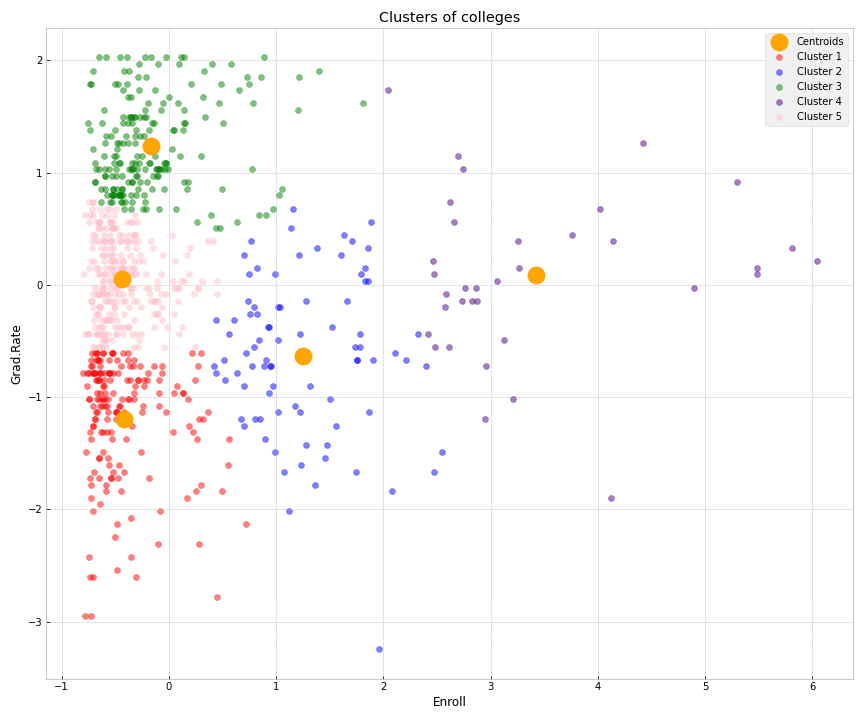 Clusters of colleges
Centroids
Cluster 1
Cluster 2
Cluster 3
Cluster 4
Cluster 5
2
1
0
−1
−2
−3
Grad.Rate
−1 0 1 2 3 4 5 6
Enroll